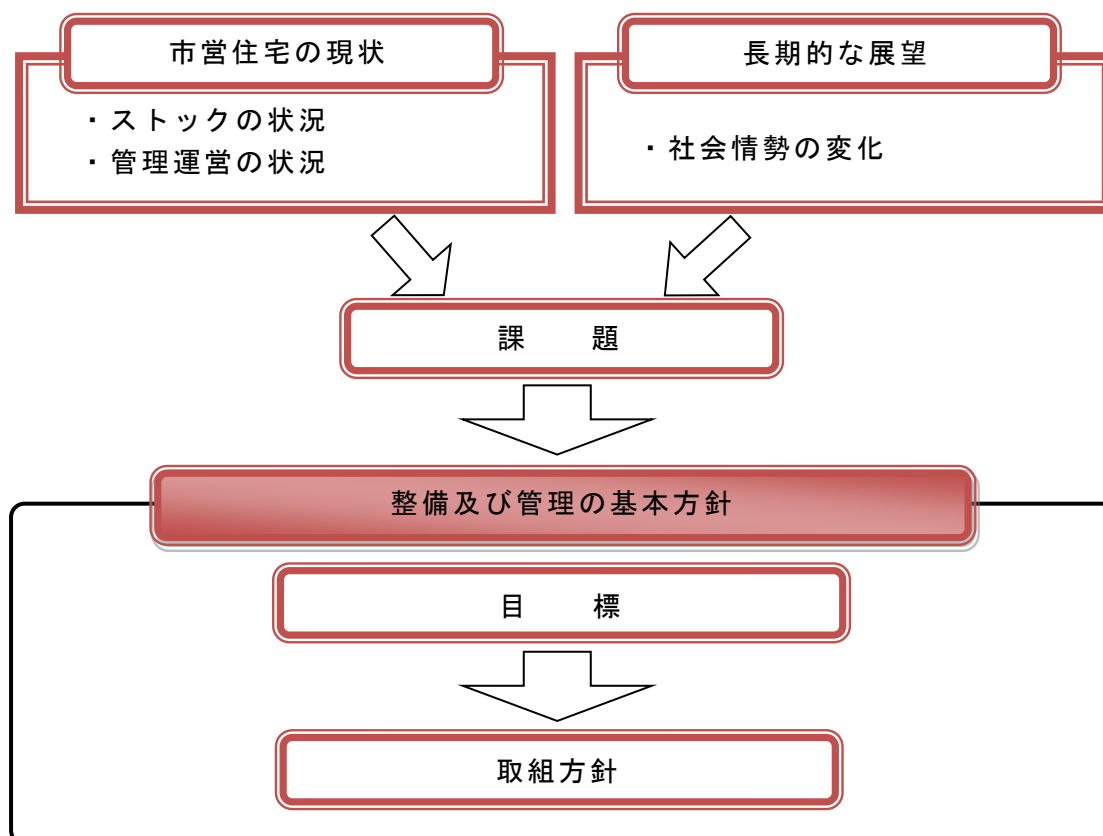 市営住宅の現状
・ストックの状況
・管理運営の状況
長期的な展望
・社会情勢の変化
課　　題
整備及び管理の基本方針
目　　標
取組方針